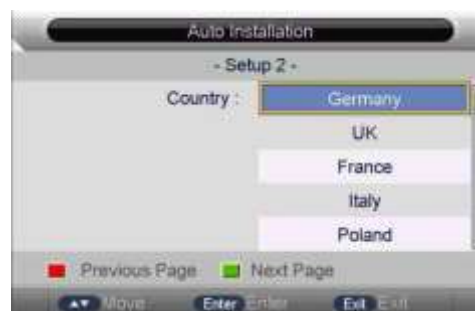 Auto Installation
- Setup 2 -
Country : Germany
UK
France
Italy
Poland
Previous Page Next Page
Move Enter Enter Exit Exit